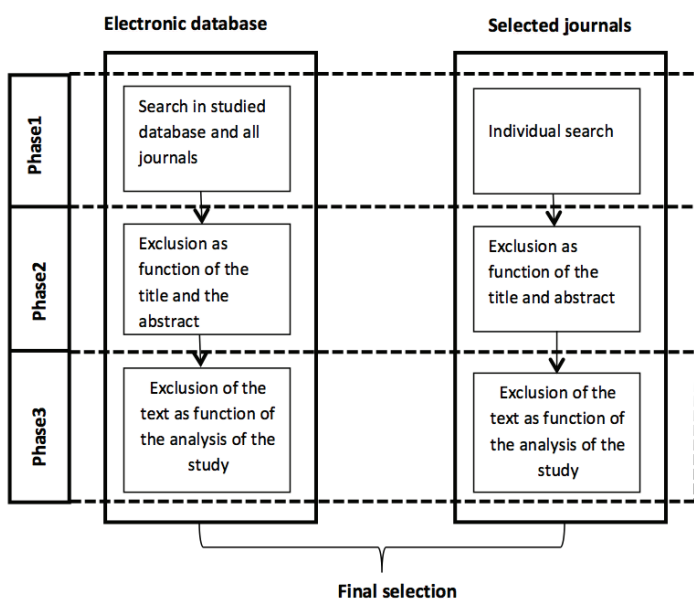 Electronic database
Selected journals
Phase1
Search in studied
database and all
journals
Individual search
Phase2
Exclusion as
function of the
title and the
abstract
Exclusion as
function of the
title and abstract
Phase3
Exclusion of the
text as function of
the analysis of the
study
Exclusion of the
text as function of
the analysis of the
study
Final selection